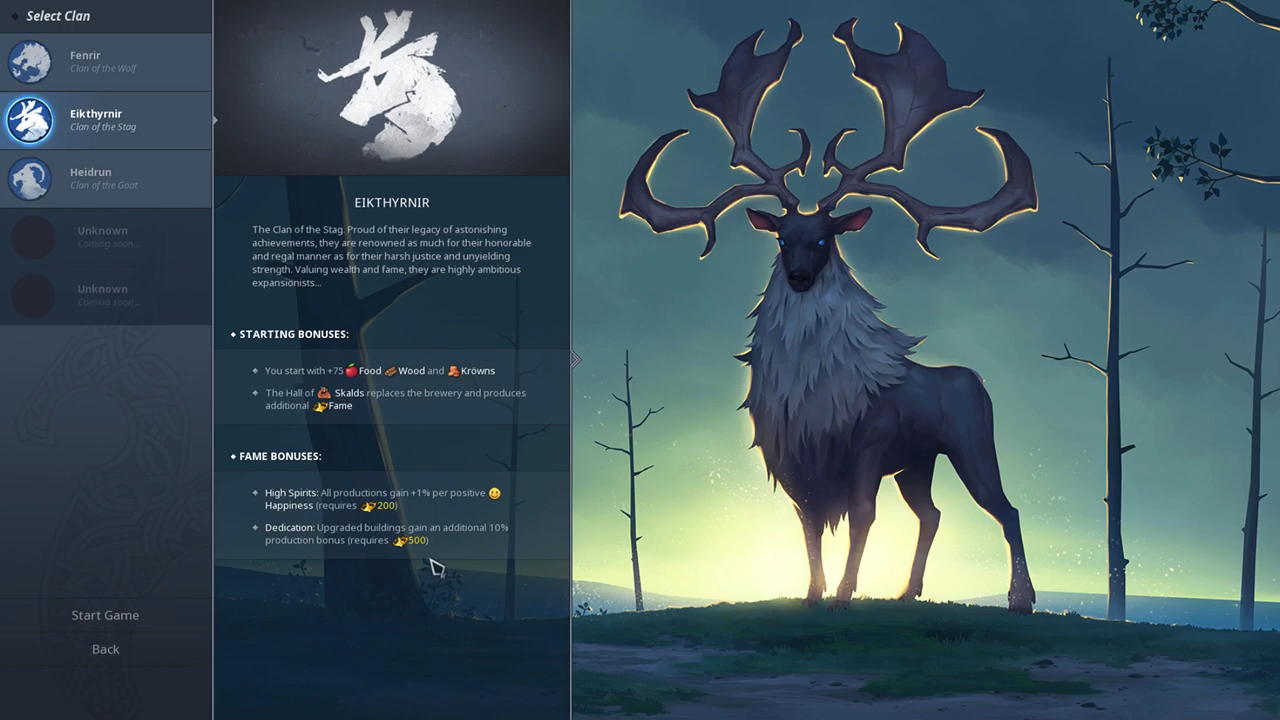 Select Clan
Fenrir
Clan of the Wolf
Eikthyrnir
Clan of the Stag
Heidrun
Clan of the Goat
Unknown
Coming soon...
Unknown
Coming soon...
Start Game
Back
EIKTHYRNIR
The Clan of the Stag. Proud of their legacy of astonishing
achievements, they are renowned as much for their honorable
and regal manner as for their harsh justice and unyielding
strength. Valuing wealth and fame, they are highly ambitious
expansionists...
STARTING BONUSES:
You start with +75 Food Wood and Kröwns
The Hall of Skalds replaces the brewery and produces
additional Fame
FAME BONUSES:
High Spirits: All productions gain +1% per positive
Happiness (requires 200)
Dedication: Upgraded buildings gain an additional 10%
production bonus (requires 500)